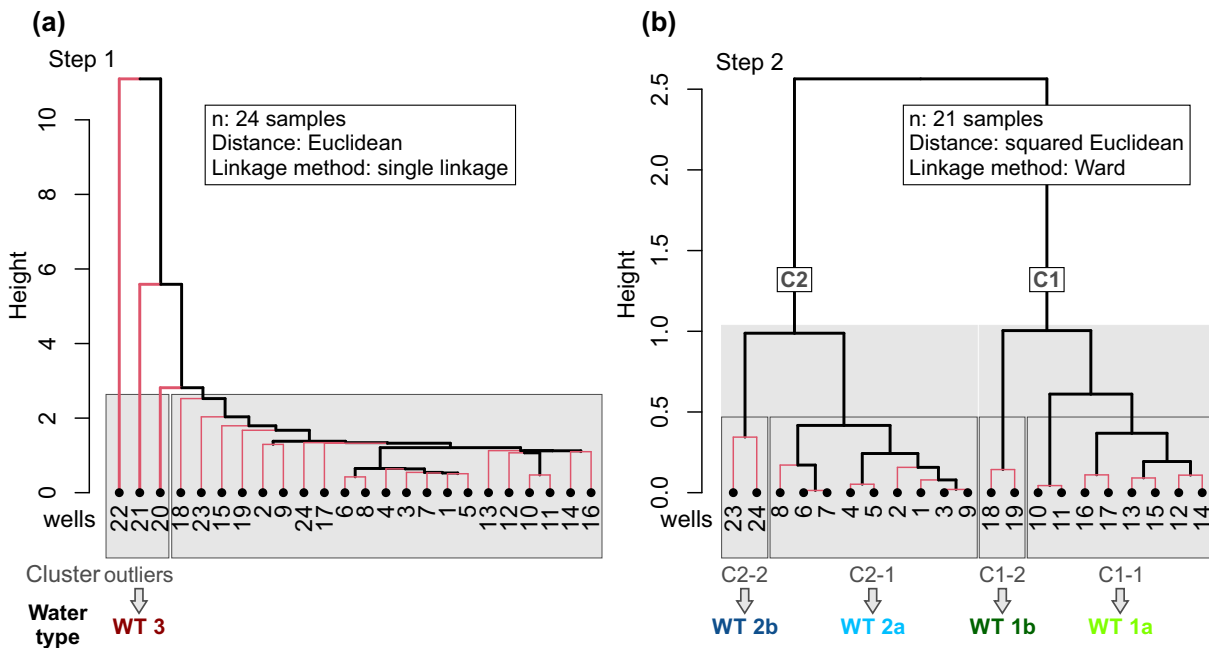 (a)
Step 1
n: 24 samples
Distance: Euclidean
Linkage method: single linkage
Height
10
8
6
4
2
0
wells
22 21 20 18 23 15 19 2 9 24 17 6 8 4 3 7 1 5 13 12 10 11 14 16
Cluster outliers
Water
type
WT 3
(b)
Step 2
n: 21 samples
Distance: squared Euclidean
Linkage method: Ward
Height
2.5
2.0
1.5
1.0
0.5
0.0
C2
C1
wells
23 24 8 6 7 4 5 2 1 3 9 18 19 10 11 16 17 13 15 12 14
C2-2 C2-1 C1-2 C1-1
WT 2b WT 2a WT 1b WT 1a